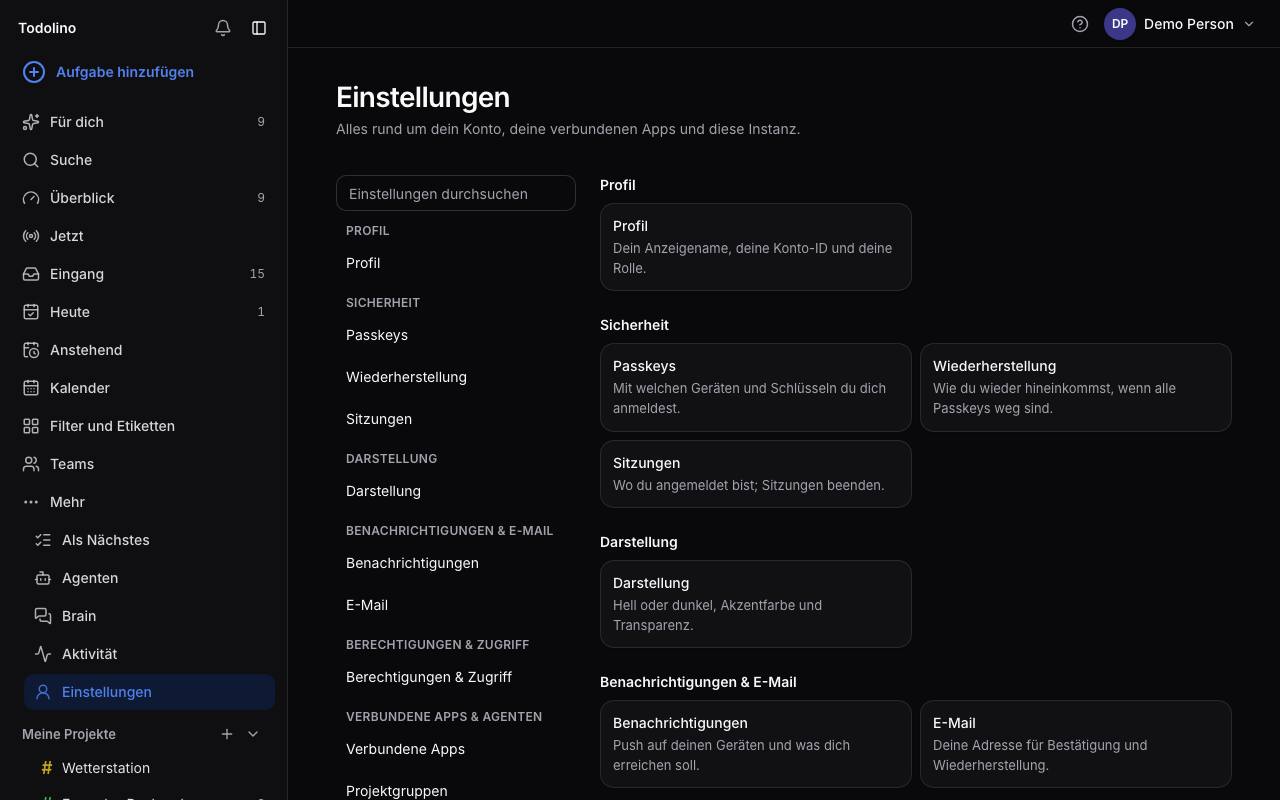 Todolino
Aufgabe hinzufügen
Für dich 9
Suche
Überblick 9
Jetzt
Eingang 15
Heute 1
Anstehend
Kalender
Filter und Etiketten
Teams
Mehr
Als Nächstes
Agenten
Brain
Aktivität
Einstellungen
Meine Projekte
# Wetterstation
DP Demo Person
Einstellungen
Alles rund um dein Konto, deine verbundenen Apps und diese Instanz.
Einstellungen durchsuchen
PROFIL
Profil
SICHERHEIT
Passkeys
Wiederherstellung
Sitzungen
DARSTELLUNG
Darstellung
BENACHRICHTIGUNGEN & E-MAIL
Benachrichtigungen
E-Mail
BERECHTIGUNGEN & ZUGRIFF
Berechtigungen & Zugriff
VERBUNDENE APPS & AGENTEN
Verbundene Apps
Projektgruppen
Profil
Profil
Dein Anzeigename, deine Konto-ID und deine
Rolle.
Sicherheit
Passkeys
Mit welchen Geräten und Schlüsseln du dich
anmeldest.
Wiederherstellung
Wie du wieder hineinkommst, wenn alle
Passkeys weg sind.
Sitzungen
Wo du angemeldet bist; Sitzungen beenden.
Darstellung
Darstellung
Hell oder dunkel, Akzentfarbe und
Transparenz.
Benachrichtigungen & E-Mail
Benachrichtigungen
Push auf deinen Geräten und was dich
erreichen soll.
E-Mail
Deine Adresse für Bestätigung und
Wiederherstellung.